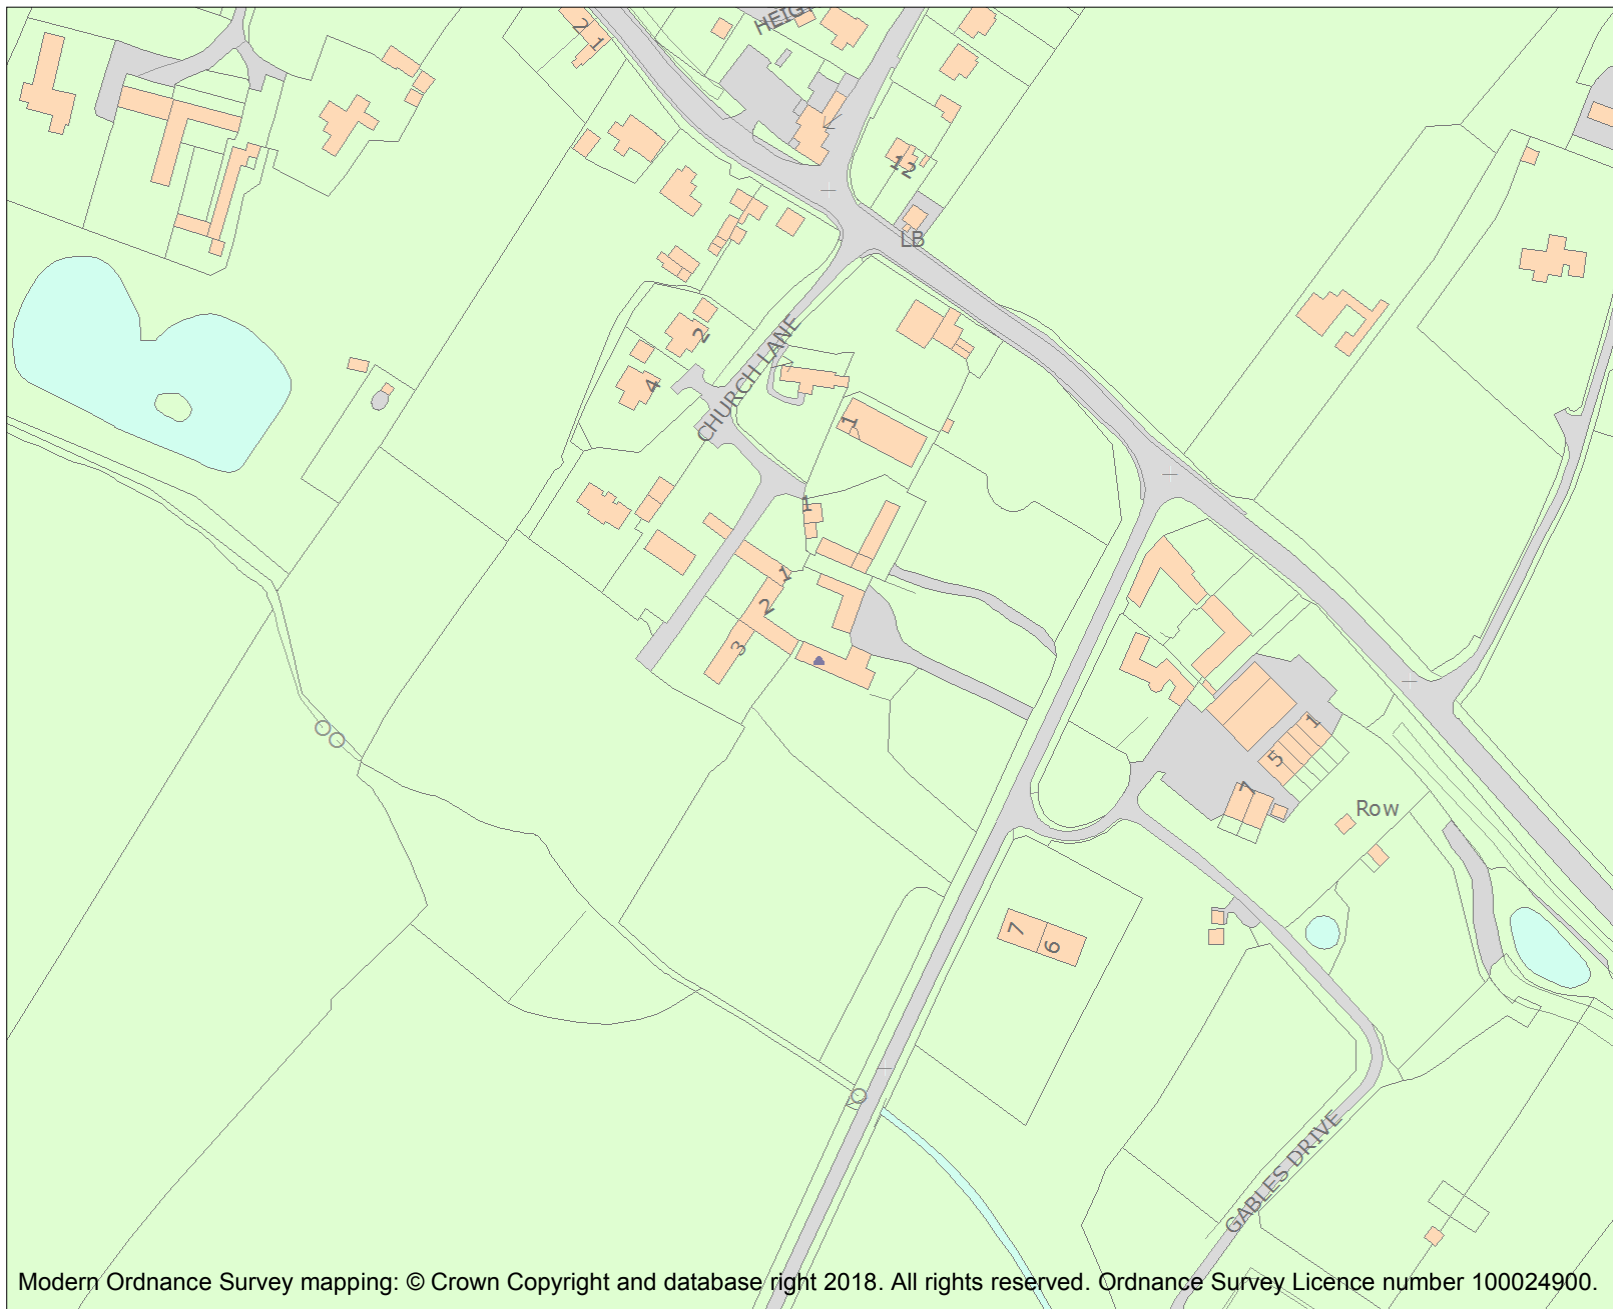 2
1
HEIG
12
LB
2
CHURCH LANE
4
1
1
1
2
3
1
5
7
Row
7
6
GABLES DRIVE
Modern Ordnance Survey mapping: © Crown Copyright and database right 2018. All rights reserved. Ordnance Survey Licence number 100024900.